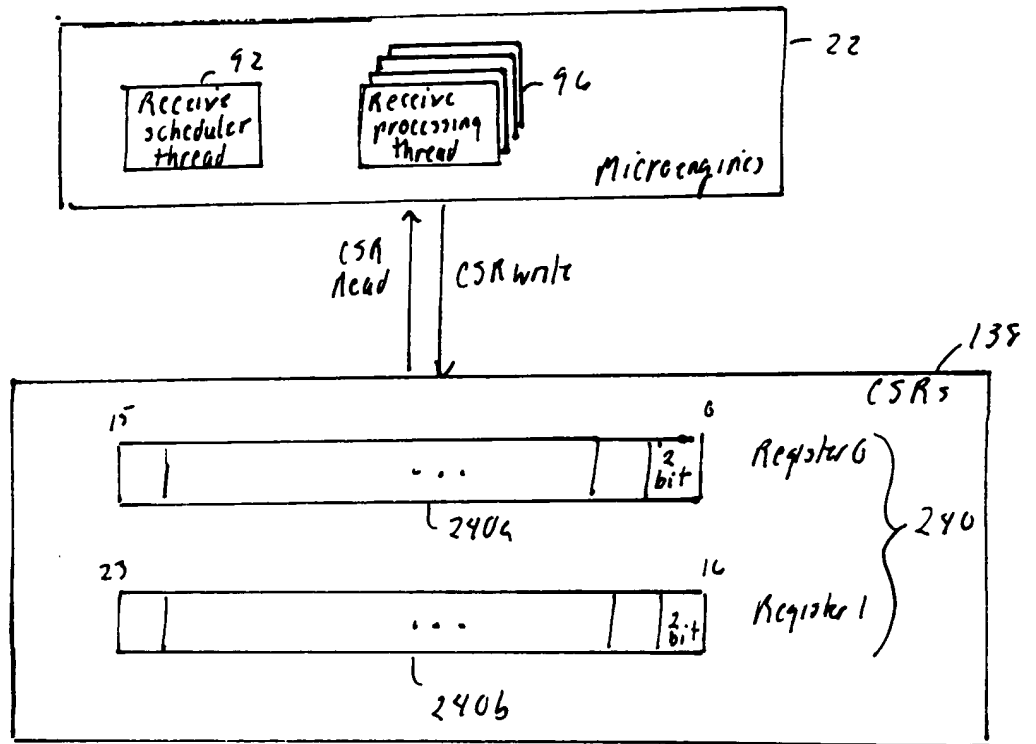 22
92
96
Receive
scheduler
thread
Receive
processing
thread
Microengines
CSR
Read
CSR write
138
CSRs
15
0
2
bit
Register 0
. . .
240a
240
23
16
2
bit
Register 1
. . .
240b